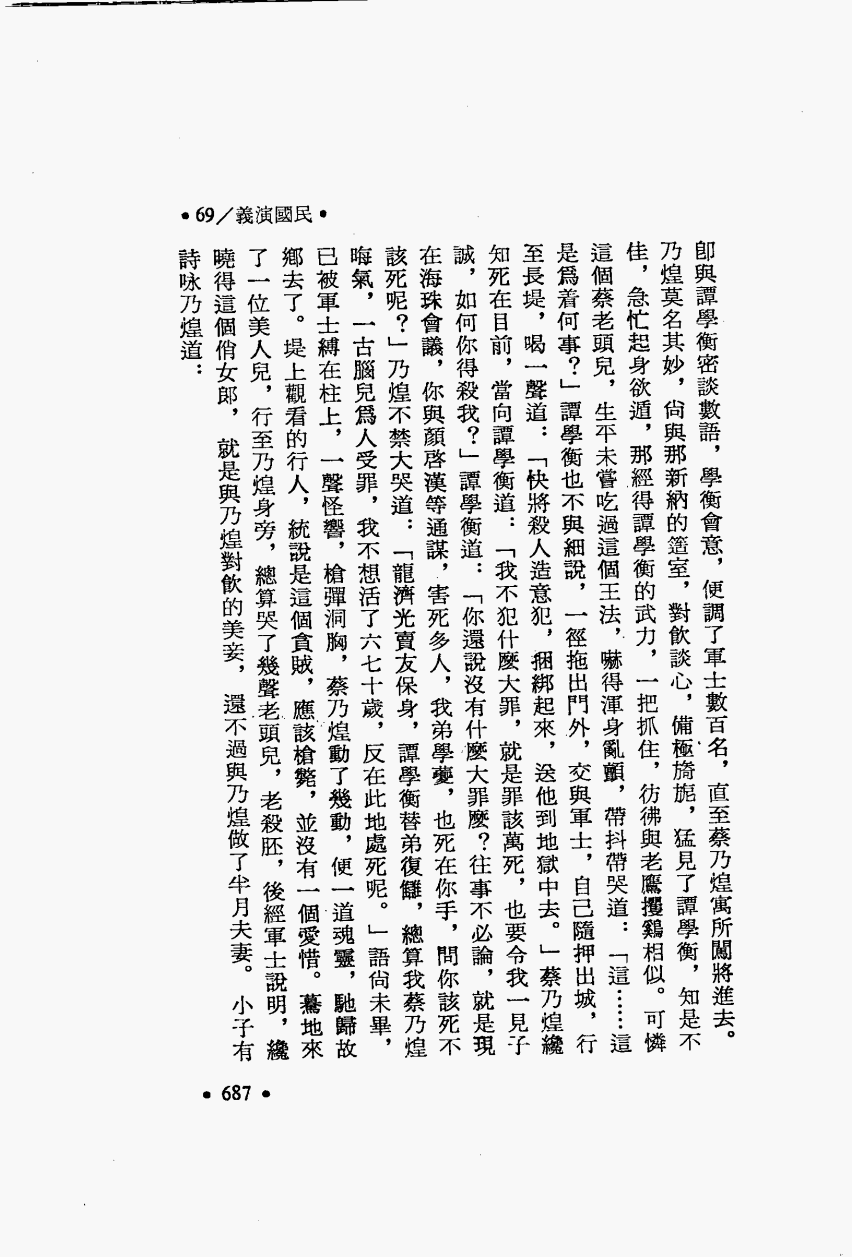 •69／義演國民•
卽與譚學衡密談數語，學衡會意，便調了軍士數百名，直至蔡乃煌寓所闖將進去。
乃煌莫名其妙，尙與那新納的簉室，對飮談心，備極旖旎，猛見了譚學衡，知是不
佳，急忙起身欲遁，那經得譚學衡的武力，一把抓住，彷彿與老鷹攫鷄相似。可憐
這個蔡老頭兒，生平未嘗吃過這個王法，嚇得渾身亂顫，帶抖帶哭道：「這……這
是爲着何事？」譚學衡也不與細說，一徑拖出門外，交與軍士，自己隨押出城，行
至長堤，喝一聲道：「快將殺人造意犯，捆綁起來，送他到地獄中去。」蔡乃煌纔
知死在目前，當向譚學衡道：「我不犯什麼大罪，就是罪該萬死，也要令我一見子
誠，如何你得殺我？」譚學衡道：「你還說沒有什麼大罪麼？往事不必論，就是現
在海珠會議，你與顏啓漢等通謀，害死多人，我弟學夔，也死在你手，問你該死不
該死呢？」乃煌不禁大哭道：「龍濟光賣友保身，譚學衡替弟復讎，總算我蔡乃煌
晦氣，一古腦兒爲人受罪，我不想活了六七十歲，反在此地處死呢。」語尙未畢，
已被軍士縛在柱上，一聲怪響，槍彈洞胸，蔡乃煌動了幾動，便一道魂靈，馳歸故
鄉去了。堤上觀看的行人，統說是這個貪賊，應該槍斃，並沒有一個愛惜。驀地來
了一位美人兒，行至乃煌身旁，總算哭了幾聲老頭兒，老殺胚，後經軍士說明，纔
曉得這個俏女郎，就是與乃煌對飮的美妾，還不過與乃煌做了半月夫妻。小子有
詩咏乃煌道：
•687•